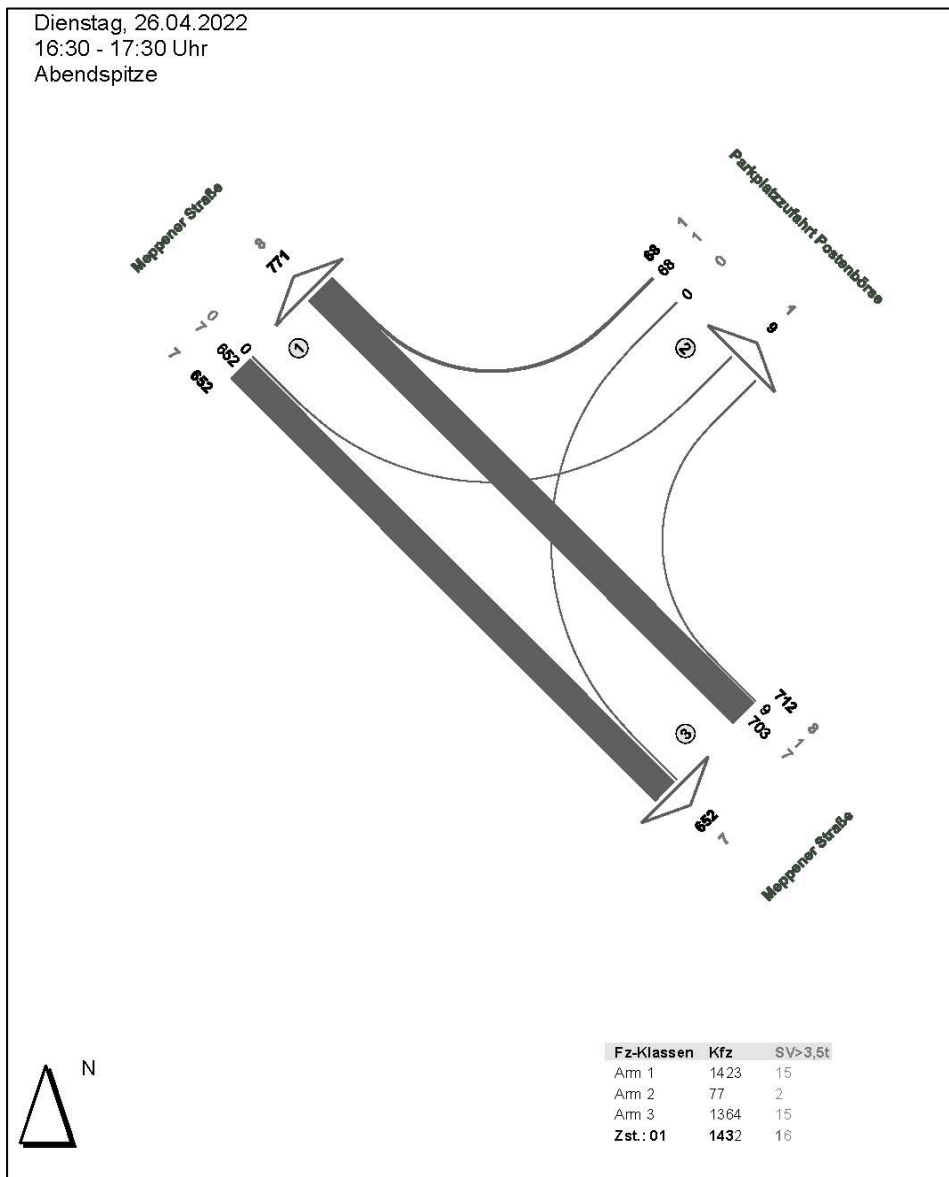 Dienstag, 26.04.2022
16:30 - 17:30 Uhr
Abendspitze
Meppener Straße
Parkplatzzufahrt Postenbörse
8
771
1
1
0
68
68
0
1
9
0
7
7
0
652
652
1
2
712
9
703
8
1
7
3
652
7
Meppener Straße
N
Fz-Klassen Kfz SV>3,5t
Arm 1 1423 15
Arm 2 77 2
Arm 3 1364 15
Zst.: 01 1432 16